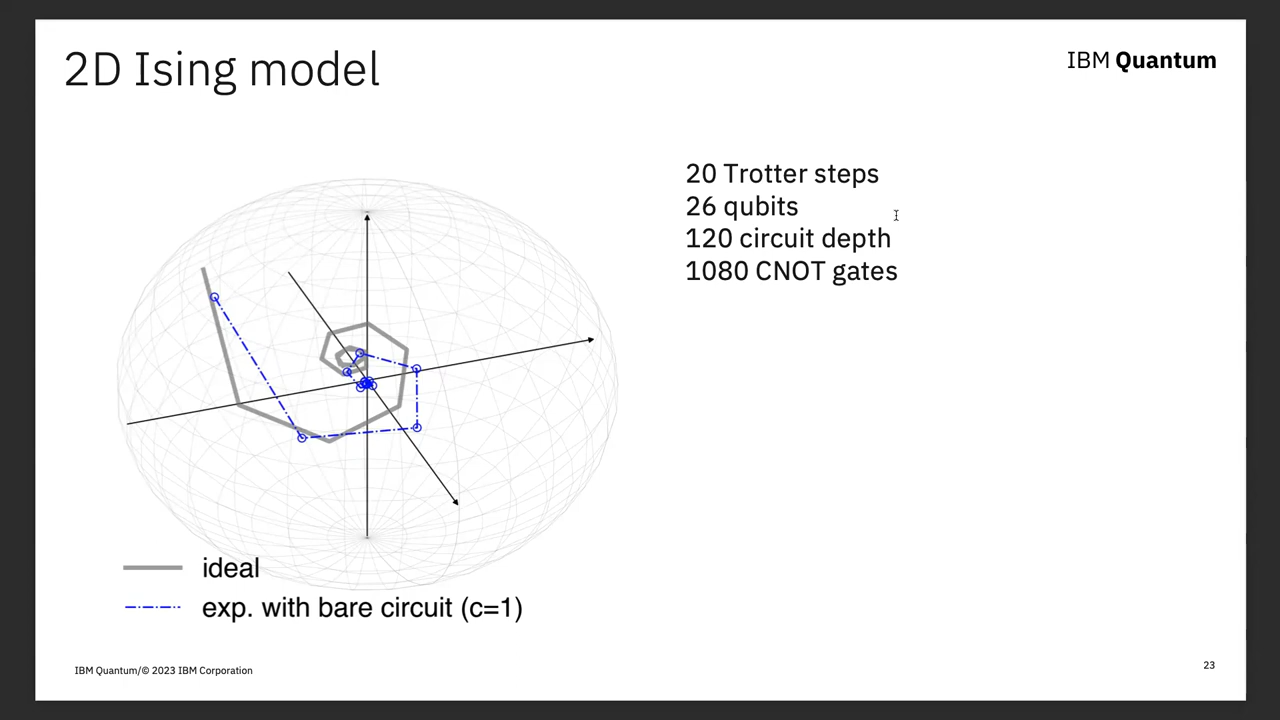 2D Ising model
IBM Quantum
20 Trotter steps
26 qubits
120 circuit depth
1080 CNOT gates
ideal
exp. with bare circuit (c=1)
IBM Quantum/© 2023 IBM Corporation
23